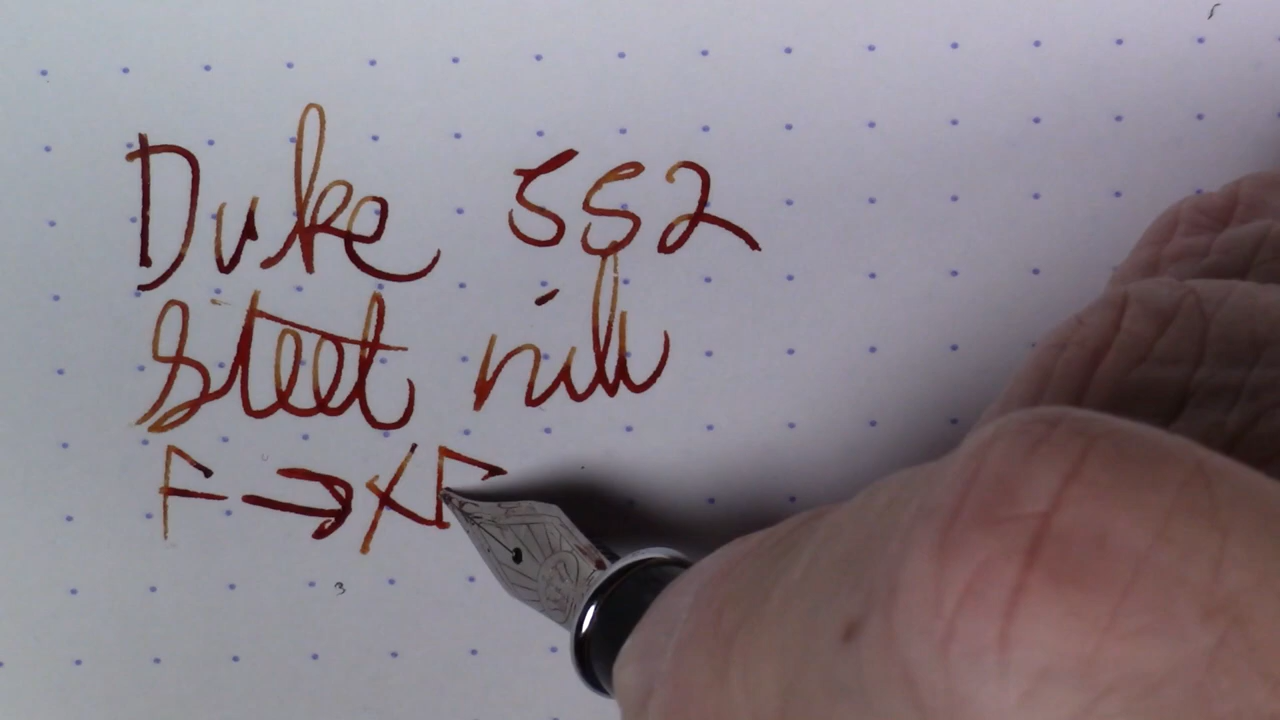 Duke 552
Steel nib
F → XF